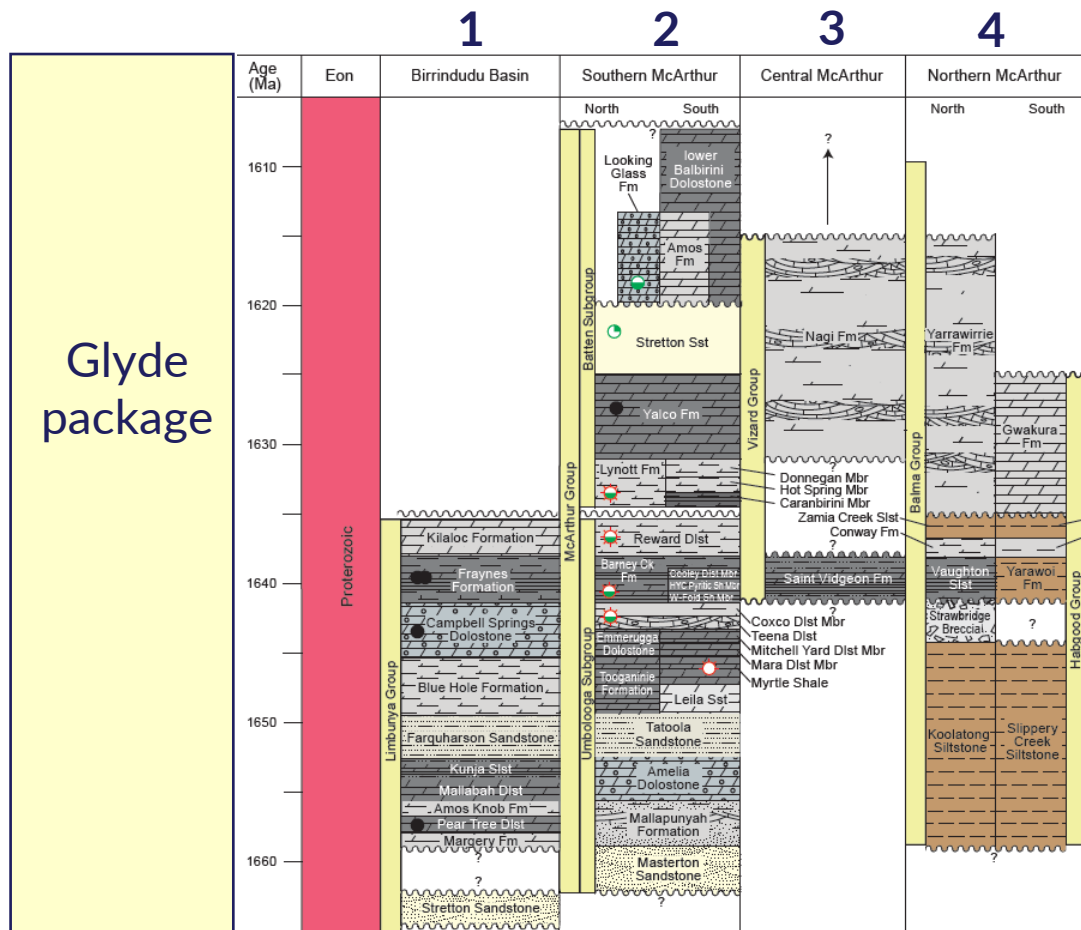 1
2
3
4
Glyde
package
Age
(Ma)
Eon
Birrindudu Basin
Southern McArthur
Central McArthur
Northern McArthur
North
South
North
South
1610
1620
1630
1640
1650
1660
Proterozoic
Limbunya Group
Kilaloc Formation
Fraynes
Formation
Campbell Springs
Dolostone
Blue Hole Formation
Farquharson Sandstone
Kunja Slst
Mallabah Dlst
Amos Knob Fm
Pear Tree Dlst
Margery Fm
?
?
Stretton Sandstone
McArthur Group
Batten Subgroup
Umbolooga Subgroup
?
Looking
Glass
Fm
lower
Balbirini
Dolostone
Amos
Fm
Stretton Sst
Yalco Fm
Lynott Fm
Donnegan Mbr
Hot Spring Mbr
Caranbirini Mbr
Reward Dlst
Barney Ck
Fm
Cooley Dlst Mbr
HYC Pyritic Sh Mbr
W-Fold Sh Mbr
Coxco Dlst Mbr
Teena Dlst
Mitchell Yard Dlst Mbr
Mara Dlst Mbr
Myrtle Shale
Emmerugga
Dolostone
Tooganinie
Formation
Leila Sst
Tatoola
Sandstone
Amelia
Dolostone
Mallapunyah
Formation
Masterton
Sandstone
?
?
Vizard Group
Nagi Fm
?
?
Saint Vidgeon Fm
?
Balma Group
Yarrawirrie
Fm
Zamia Creek Slst
Conway Fm
Vaughton
Slst
Strawbridge
Breccial
Koolatong
Siltstone
Gwakura
Fm
Yarawoi
Fm
?
Slippery
Creek
Siltstone
?
Habgood Group